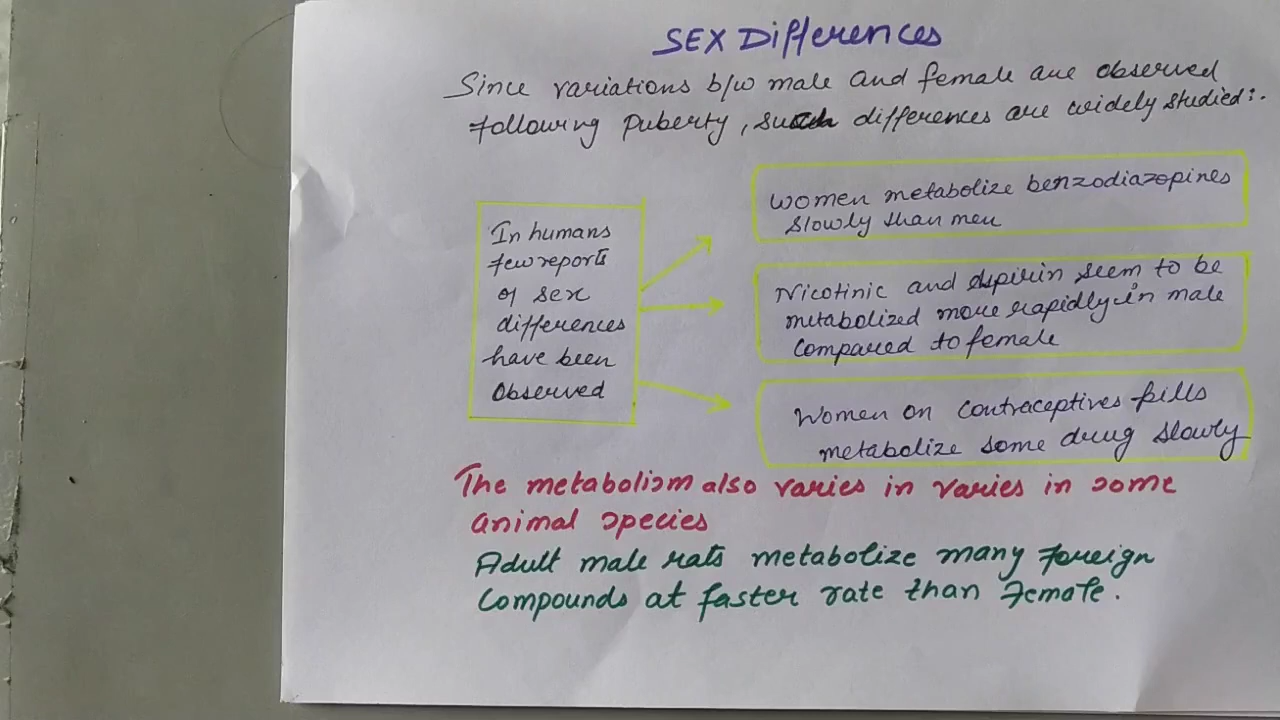 SEX Differences
Since variations b/w male and female are observed
following puberty, such differences are widely studied:.
In humans
few reports
of sex
differences
have been
Observed
women metabolize benzodiazopines
slowly than men
Nicotinic and Aspirin seem to be
metabolized more rapidly in male
compared to female
Women on contraceptives pills
metabolize some drug slowly
The metabolism also varies in varies in some
animal species
Adult male rats metabolize many foreign
compounds at faster rate than Female.